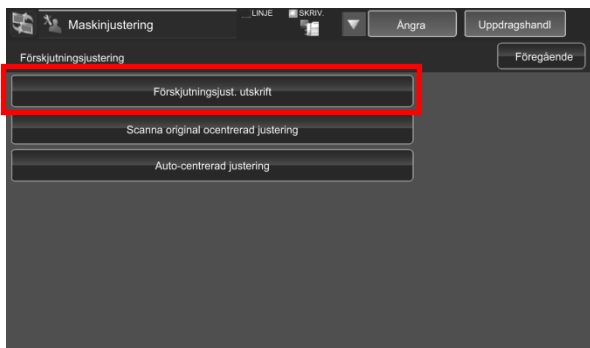 Maskinjustering
LINJE
SKRIV.
Ångra
Uppdragshandl
Förskjutningsjustering
Föregående
Förskjutningsjust. utskrift
Scanna original ocentrerad justering
Auto-centrerad justering